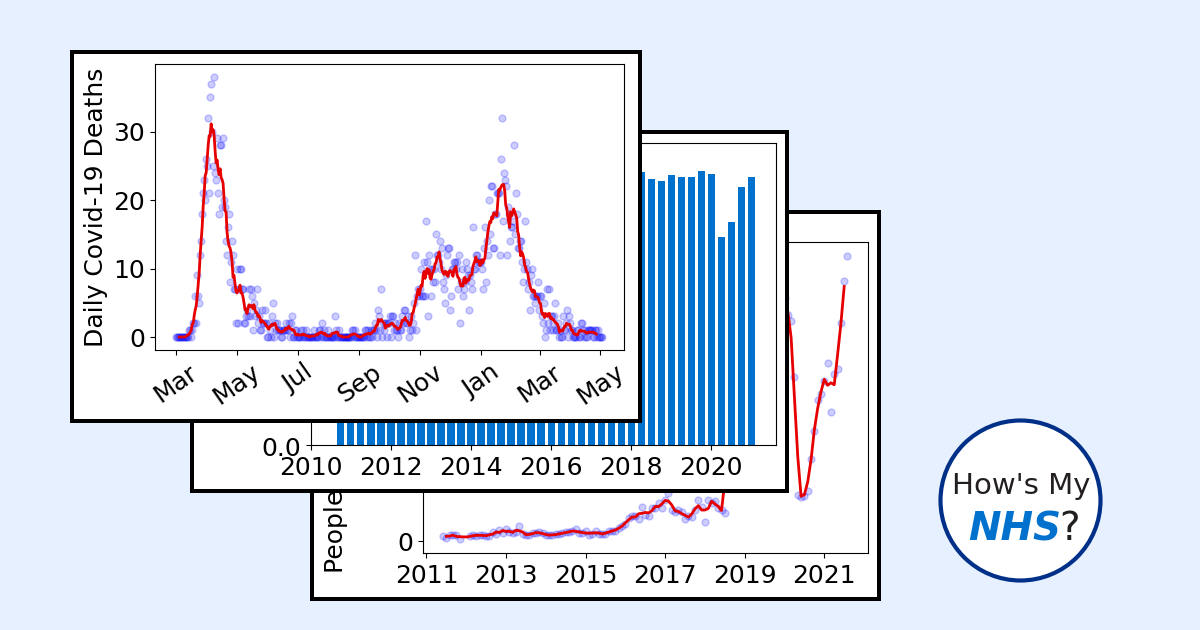 Daily Covid-19 Deaths
30
20
10
0
Mar May Jul Sep Nov Jan Mar May
0.0
2010 2012 2014 2016 2018 2020
People
0
2011 2013 2015 2017 2019 2021
How's My
NHS?